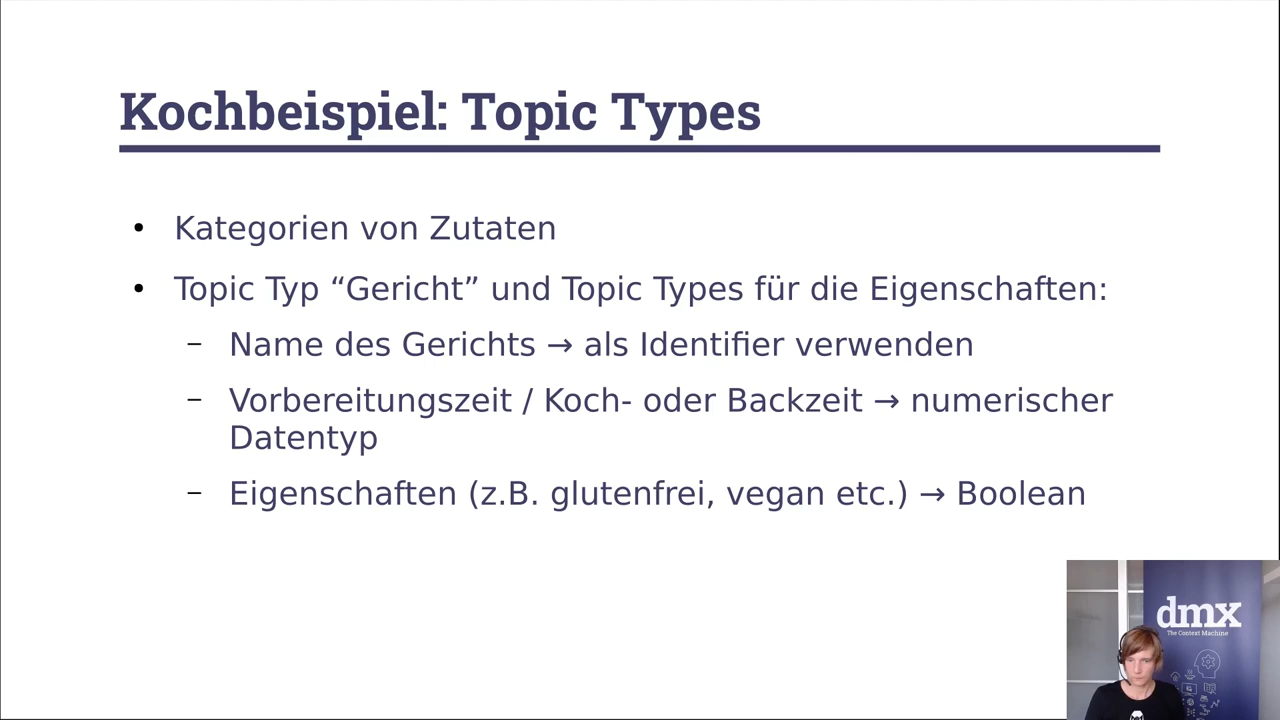 Kochbeispiel: Topic Types
• Kategorien von Zutaten
• Topic Typ “Gericht” und Topic Types für die Eigenschaften:
– Name des Gerichts → als Identifier verwenden
– Vorbereitungszeit / Koch- oder Backzeit → numerischer
Datentyp
– Eigenschaften (z.B. glutenfrei, vegan etc.) → Boolean
dmx
The Context Machine